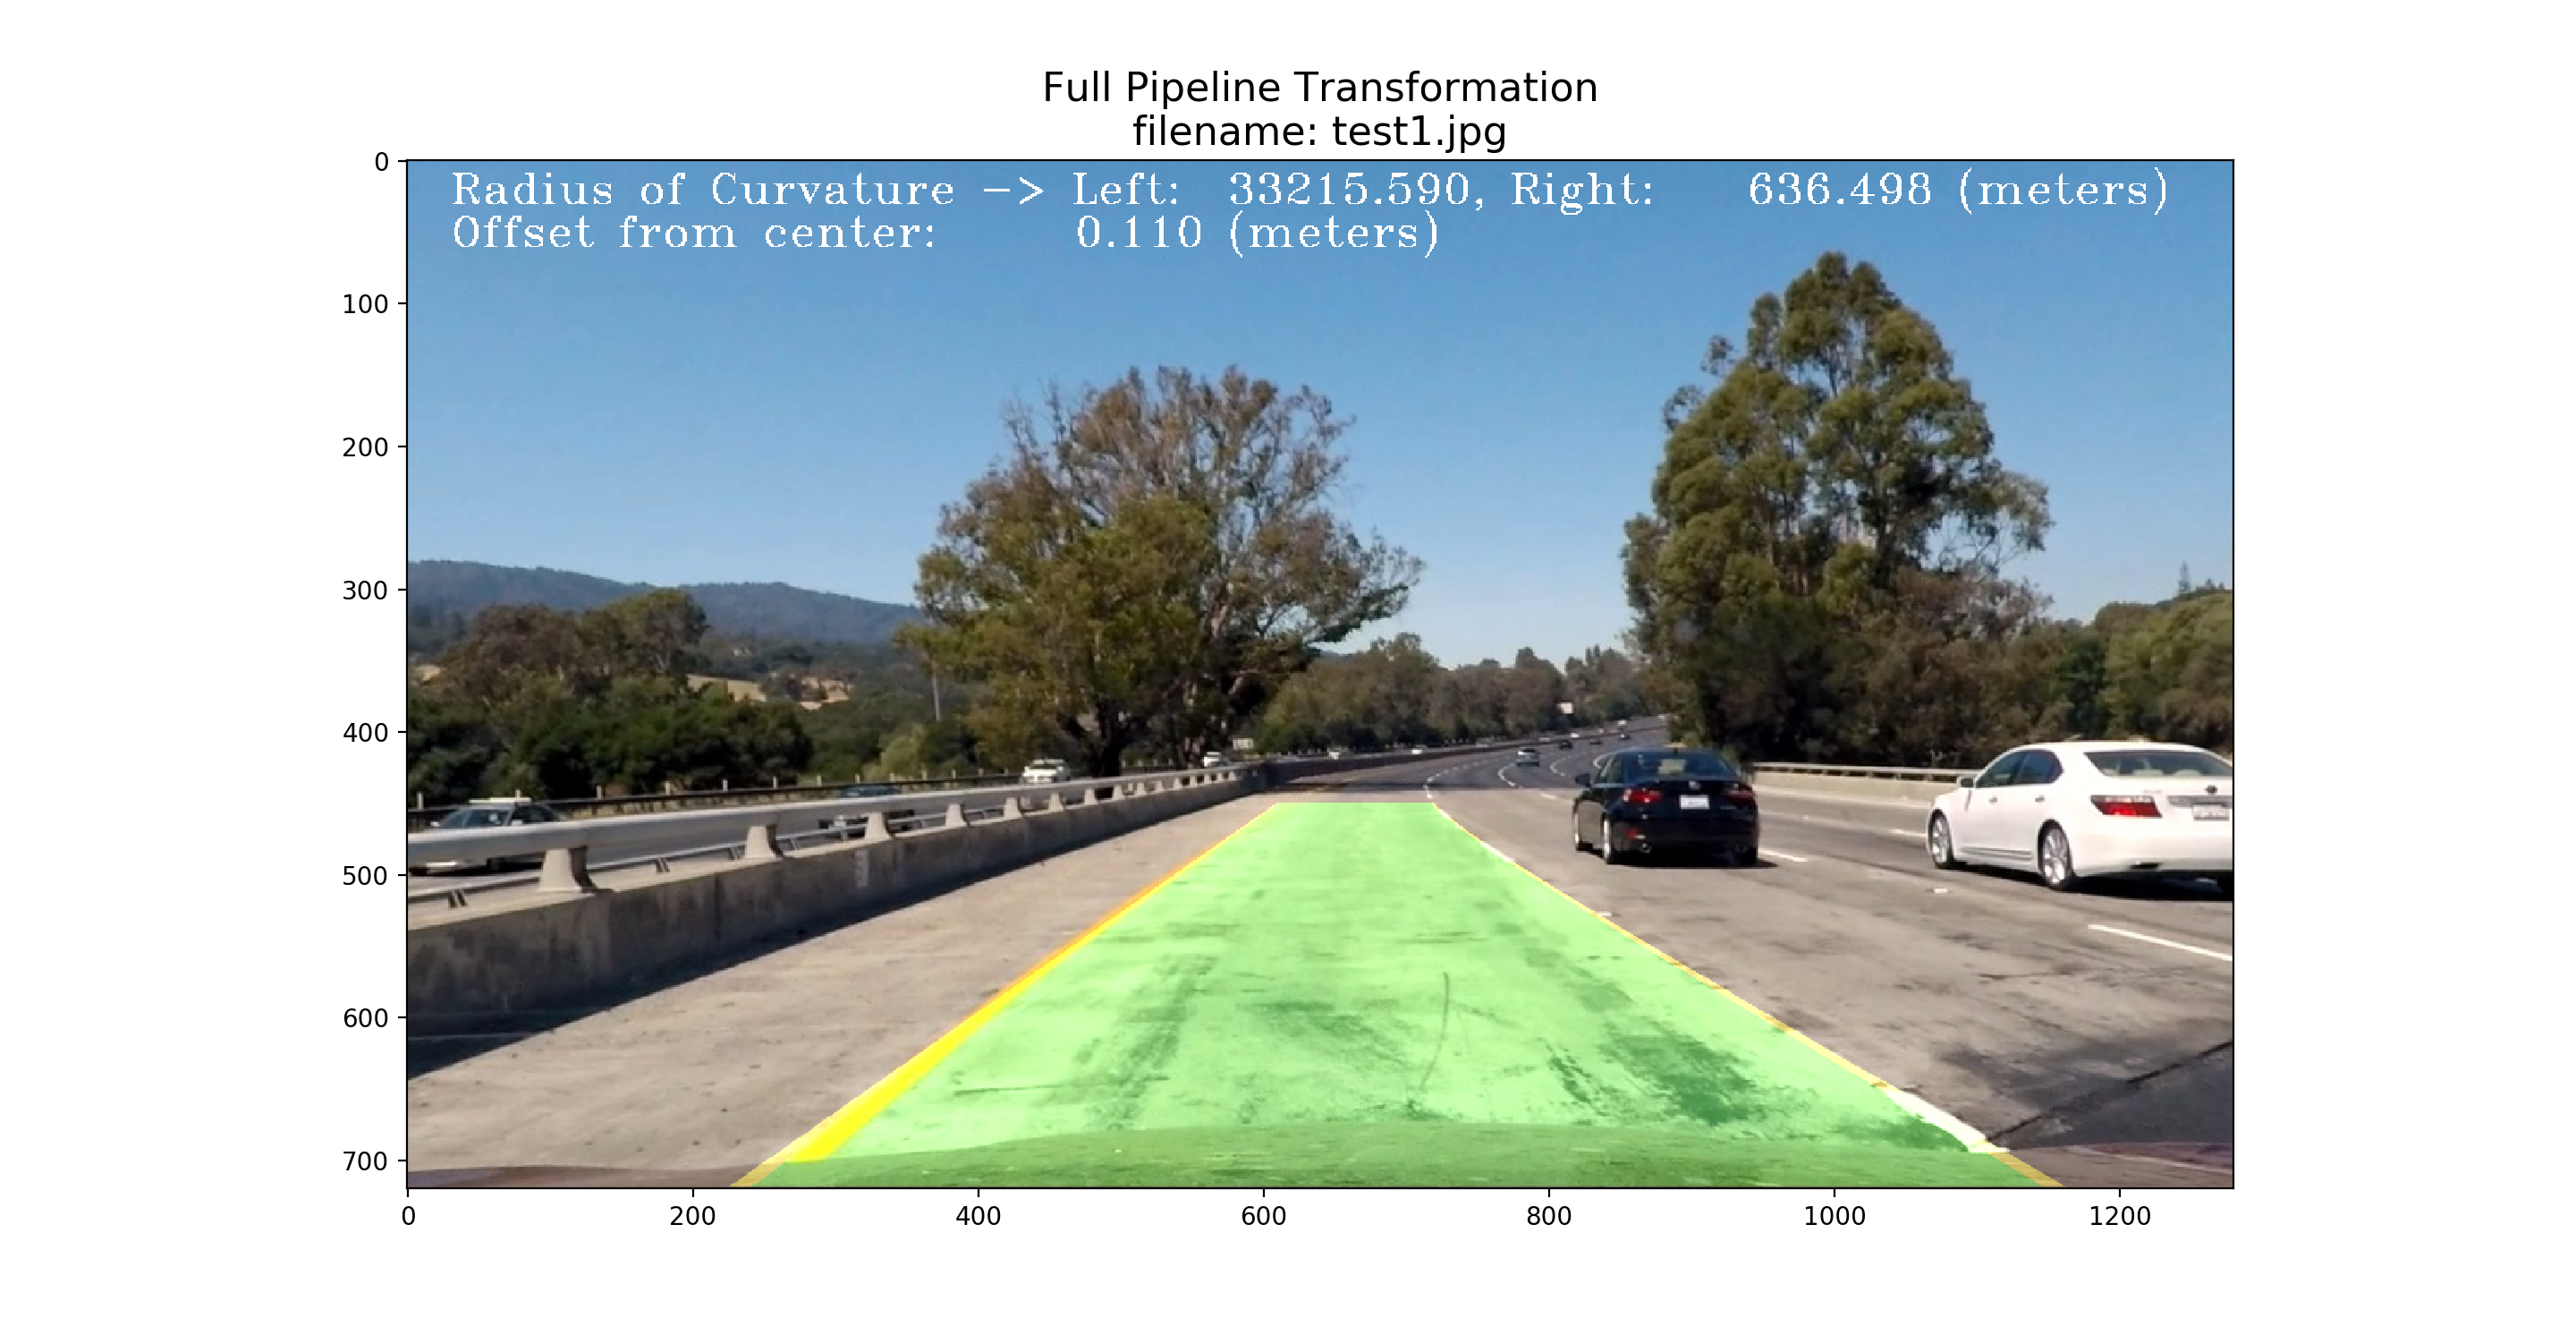 Full Pipeline Transformation
filename: test1.jpg
Radius of Curvature -> Left: 33215.590, Right: 636.498 (meters)
Offset from center: 0.110 (meters)
0
100
200
300
400
500
600
700
0 200 400 600 800 1000 1200